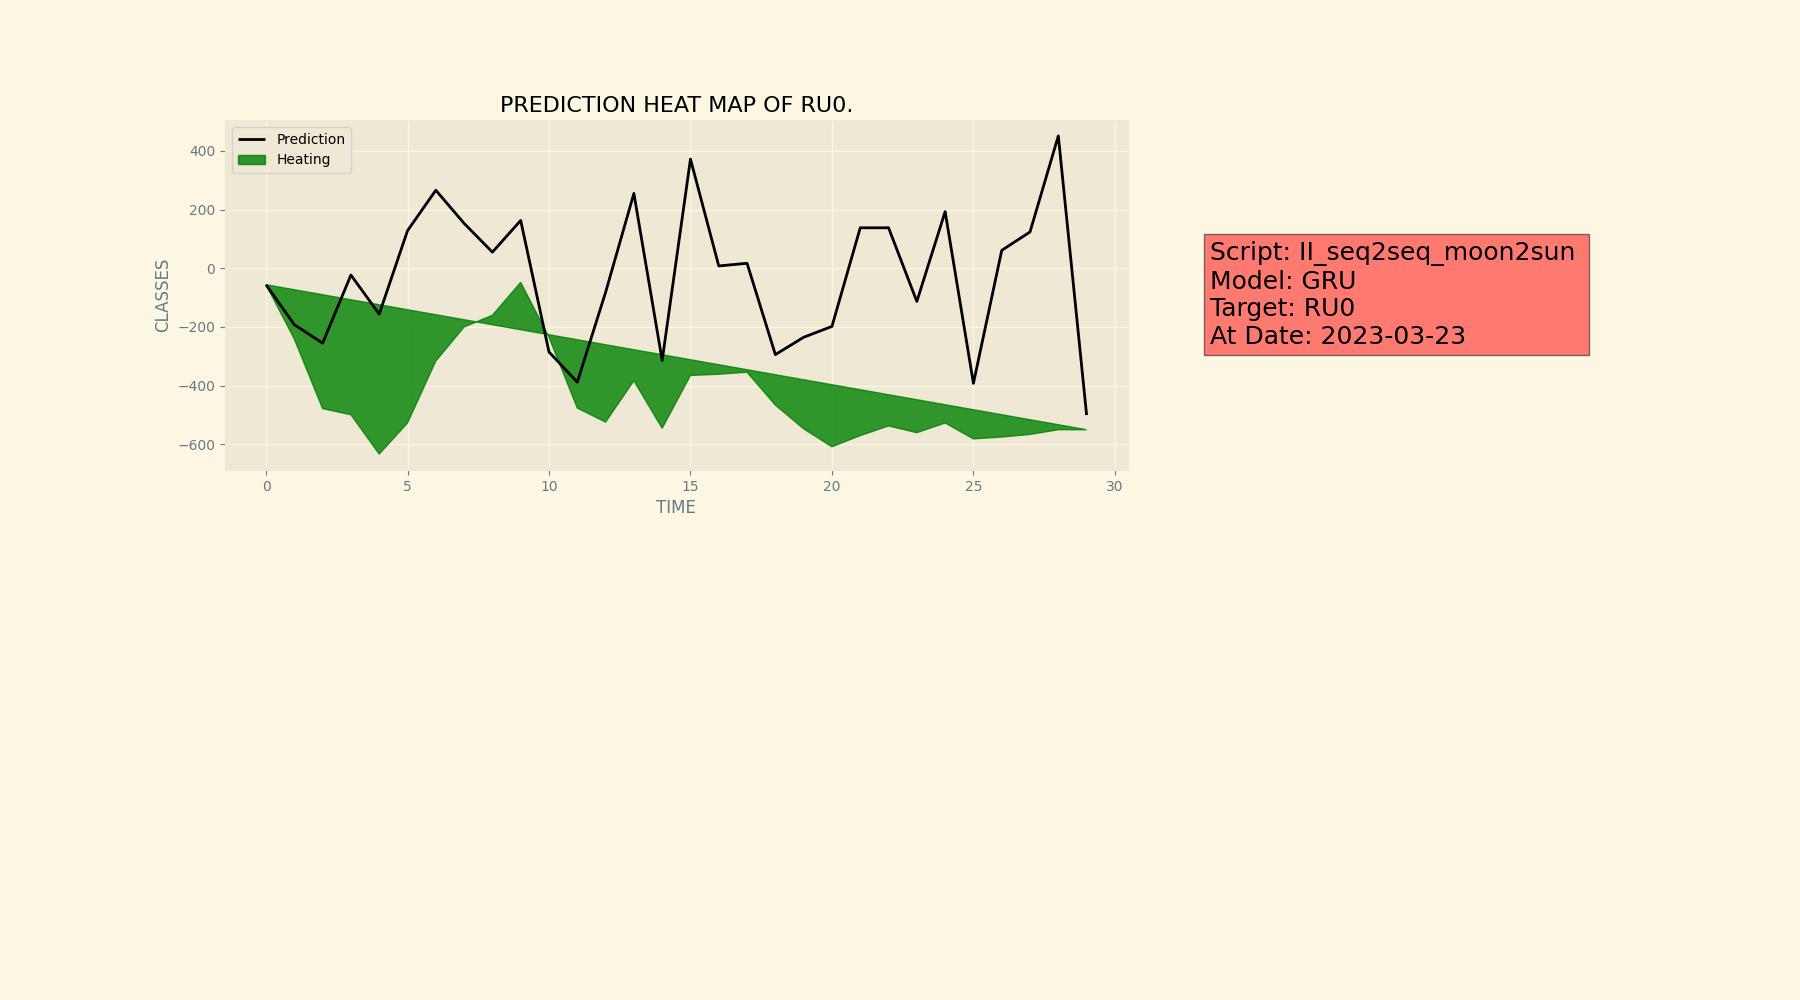 PREDICTION HEAT MAP OF RU0.
Prediction
Heating
400
200
0
−200
−400
−600
CLASSES
0 5 10 15 20 25 30
TIME
Script: II_seq2seq_moon2sun
Model: GRU
Target: RU0
At Date: 2023-03-23